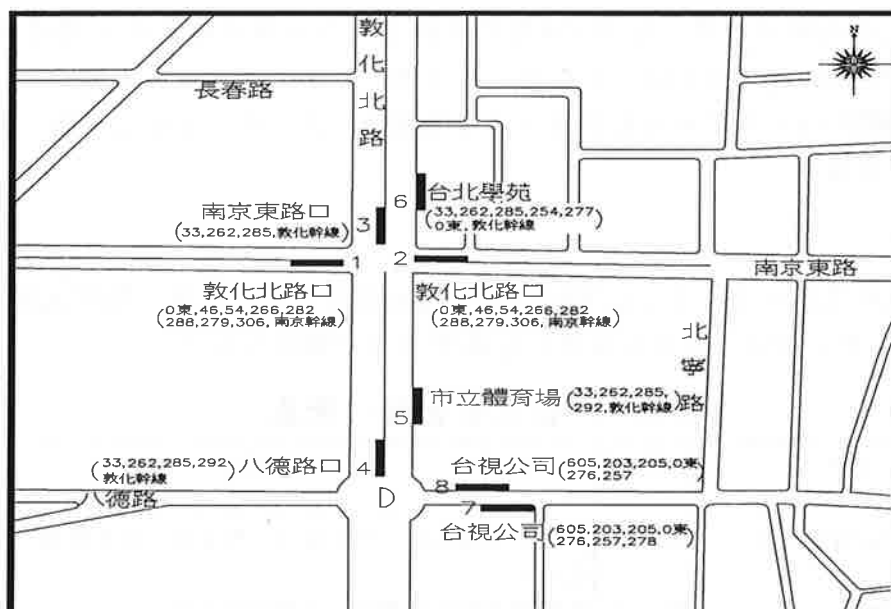 敦化北路
N
長春路
6
台北學苑
(33,262,285,254,277
0東,敦化幹線)
南京東路口
(33,262,285,敦化幹線)
3
1
2
南京東路
敦化北路口
(0東,46,54,266,282
288,279,306,南京幹線)
敦化北路口
(0東,46,54,266,282
288,279,306,南京幹線)
北寧路
市立體育場
(33,262,285,
292,敦化幹線)
5
(33,262,285,292
敦化幹線)
八德路口
4
台視公司
(605,203,205,0東
276,257)
8
八德路
D
7
台視公司
(605,203,205,0東
276,257,278)